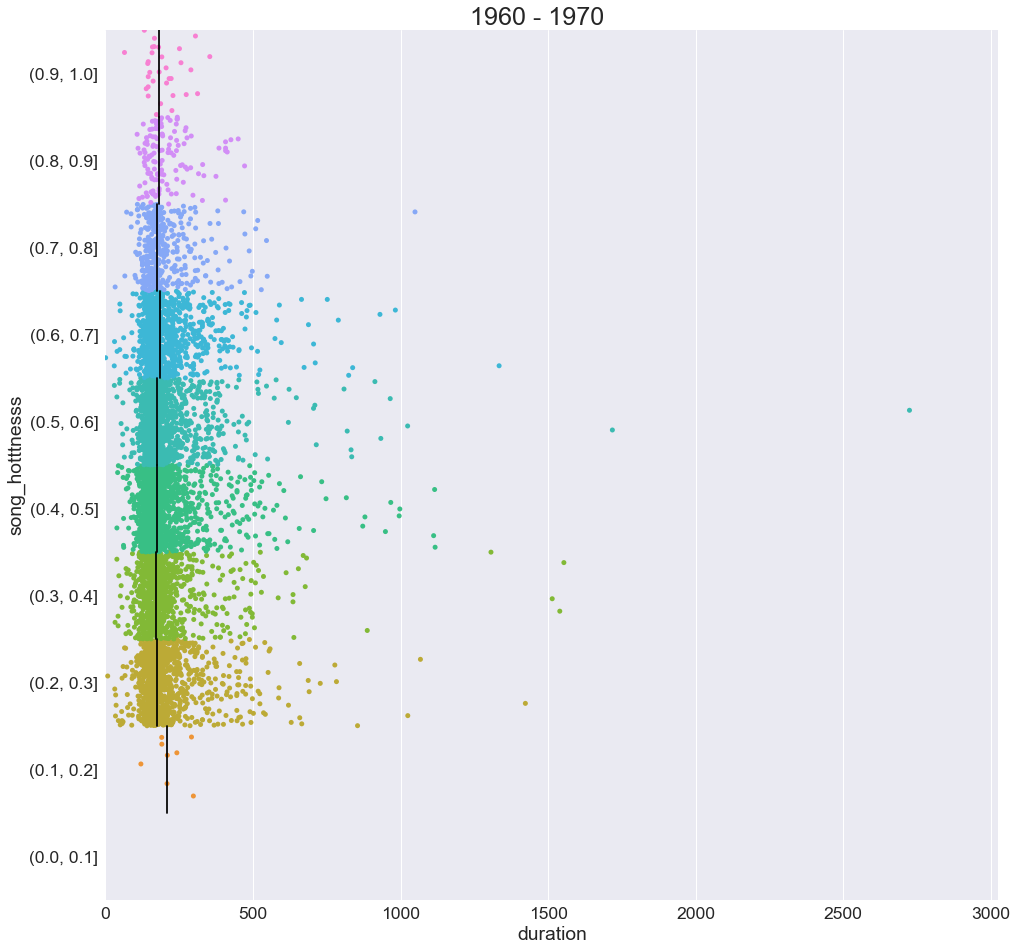 1960 - 1970
(0.9, 1.0]
(0.8, 0.9]
(0.7, 0.8]
(0.6, 0.7]
(0.5, 0.6]
(0.4, 0.5]
(0.3, 0.4]
(0.2, 0.3]
(0.1, 0.2]
(0.0, 0.1]
song_hotttnesss
0 500 1000 1500 2000 2500 3000
duration